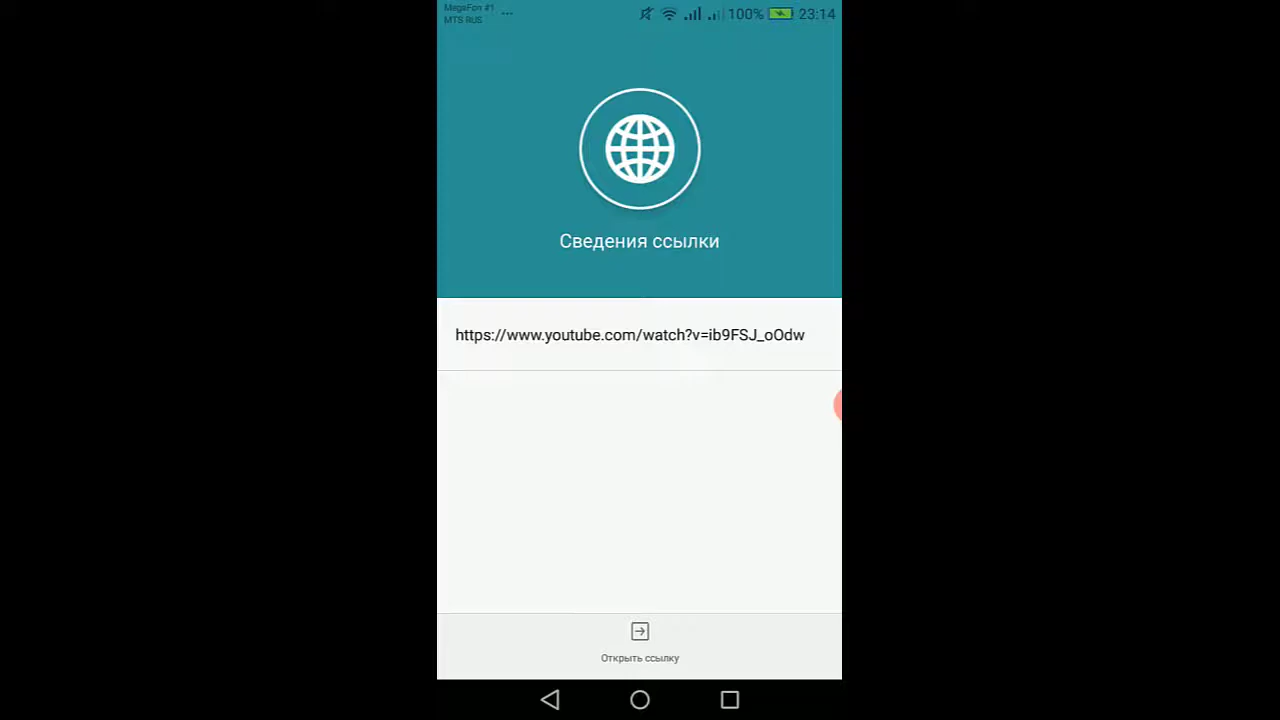 MegaFon #1
MTS RUS
100%
23:14
Сведения ссылки
https://www.youtube.com/watch?v=ib9FSJ_oOdw
Открыть ссылку